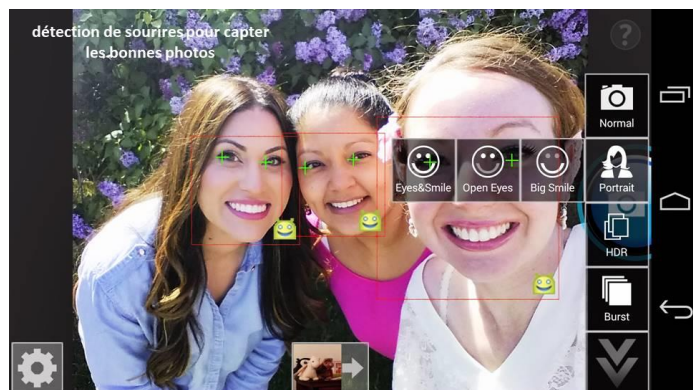 détection de sourires pour capter
les bonnes photos
?
Normal
Eyes&Smile
Open Eyes
Big Smile
Portrait
HDR
Burst